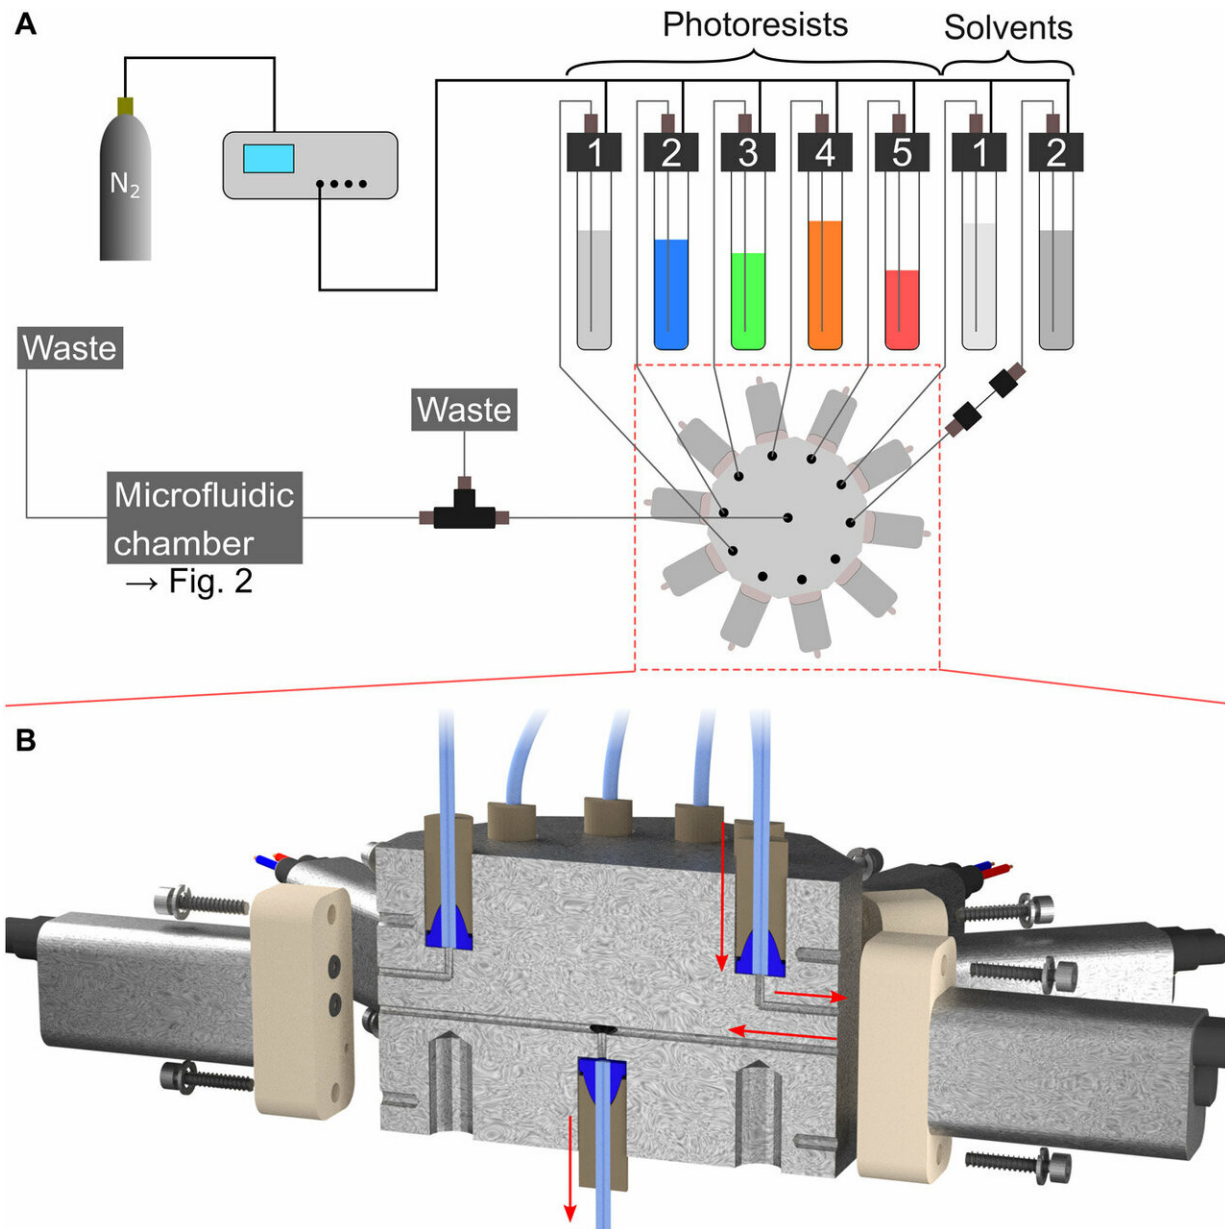 A
Photoresists
Solvents
1
2
3
4
5
1
2
N₂
Waste
Waste
Microfluidic
chamber
→ Fig. 2
B